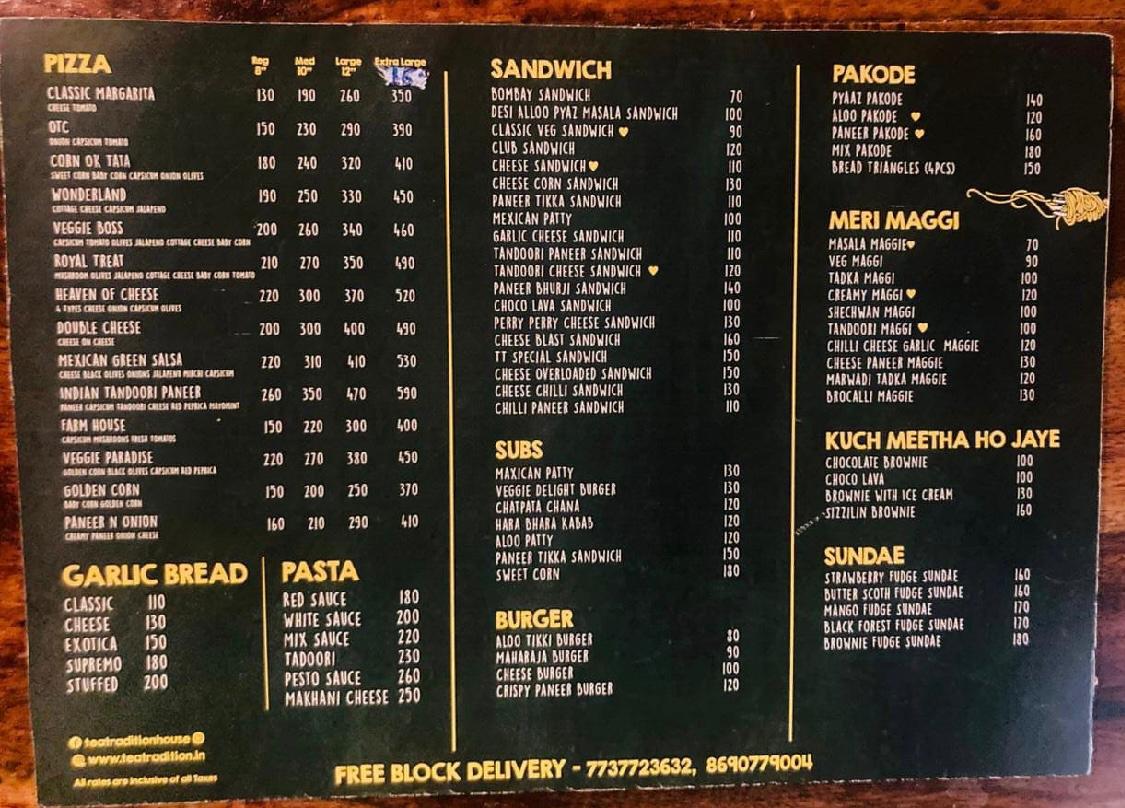 PIZZA Reg 8" Med 10" Large 12" Extra Large 16
CLASSIC MARGARITA 130 190 260 350
CHEESE TOMATO
OTC 150 230 290 390
ONION CAPSICUM TOMATO
CORN OK TATA 180 240 320 410
SWEET CORN BABY CORN CAPSICUM ONION OLIVES
WONDERLAND 190 250 330 450
COTTAGE CHEESE CAPSICUM JALAPENO
VEGGIE BOSS 200 260 340 460
CAPSICUM TOMATO OLIVES JALAPENO COTTAGE CHEESE BABY CORN
ROYAL TREAT 210 270 350 490
MUSHROOM OLIVES JALAPENO COTTAGE CHEESE BABY CORN TOMATO
HEAVEN OF CHEESE 220 300 370 520
4 TYPES CHEESE ONION CAPSICUM OLIVES
DOUBLE CHEESE 200 300 400 490
CHEESE ON CHEESE
MEXICAN GREEN SALSA 220 310 410 530
CHEESE BLACK OLIVES ONIONS JALAPENO MIRCHI CAPSICUM
INDIAN TANDOORI PANEER 260 350 470 590
PANEER CAPSICUM TANDOORI CHEESE RED PEPRICA MAYOMINT
FARM HOUSE 150 220 300 400
CAPSICUM MUSHROOMS FRESH TOMATOS
VEGGIE PARADISE 220 270 380 450
GOLDEN CORN BLACK OLIVES CAPSICUM RED PEPRICA
GOLDEN CORN 150 200 250 370
BABY CORN GOLDEN CORN
PANEER N ONION 160 210 290 410
CREAMY PANEER ONION CHEESE
GARLIC BREAD
CLASSIC 110
CHEESE 130
EXOTICA 150
SUPREMO 180
STUFFED 200
PASTA
RED SAUCE 180
WHITE SAUCE 200
MIX SAUCE 220
TADOORI 230
PESTO SAUCE 260
MAKHANI CHEESE 250
teatraditionhouse
www.teatradition.in
All rates are inclusive of all Taxes
SANDWICH
BOMBAY SANDWICH 70
DESI ALLOO PYAZ MASALA SANDWICH 100
CLASSIC VEG SANDWICH 90
CLUB SANDWICH 120
CHEESE SANDWICH 110
CHEESE CORN SANDWICH 130
PANEER TIKKA SANDWICH 110
MEXICAN PATTY 100
GARLIC CHEESE SANDWICH 110
TANDOORI PANEER SANDWICH 110
TANDOORI CHEESE SANDWICH 120
PANEER BHURJI SANDWICH 140
CHOCO LAVA SANDWICH 100
PERRY PERRY CHEESE SANDWICH 130
CHEESE BLAST SANDWICH 160
TT SPECIAL SANDWICH 150
CHEESE OVERLOADED SANDWICH 150
CHEESE CHILLI SANDWICH 130
CHILLI PANEER SANDWICH 110
SUBS
MAXICAN PATTY 130
VEGGIE DELIGHT BURGER 130
CHATPATA CHANA 120
HARA BHARA KABAB 120
ALOO PATTY 120
PANEER TIKKA SANDWICH 150
SWEET CORN 180
BURGER
ALOO TIKKI BURGER 80
MAHARAJA BURGER 90
CHEESE BURGER 100
CRISPY PANEER BURGER 120
PAKODE
PYAAZ PAKODE 140
ALOO PAKODE 120
PANEER PAKODE 160
MIX PAKODE 180
BREAD TRIANGLES (4PCS) 150
MERI MAGGI
MASALA MAGGIE 70
VEG MAGGI 90
TADKA MAGGI 100
CREAMY MAGGI 120
SHECHWAN MAGGI 100
TANDOORI MAGGI 100
CHILLI CHEESE GARLIC MAGGIE 120
CHEESE PANEER MAGGIE 130
MARWADI TADKA MAGGIE 120
BROCALLI MAGGIE 130
KUCH MEETHA HO JAYE
CHOCOLATE BROWNIE 100
CHOCO LAVA 100
BROWNIE WITH ICE CREAM 130
SIZZILIN BROWNIE 160
SUNDAE
STRAWBERRY FUDGE SUNDAE 160
BUTTER SCOTH FUDGE SUNDAE 160
MANGO FUDGE SUNDAE 170
BLACK FOREST FUDGE SUNDAE 170
BROWNIE FUDGE SUNDAE 180
FREE BLOCK DELIVERY - 7737723632, 8690779004